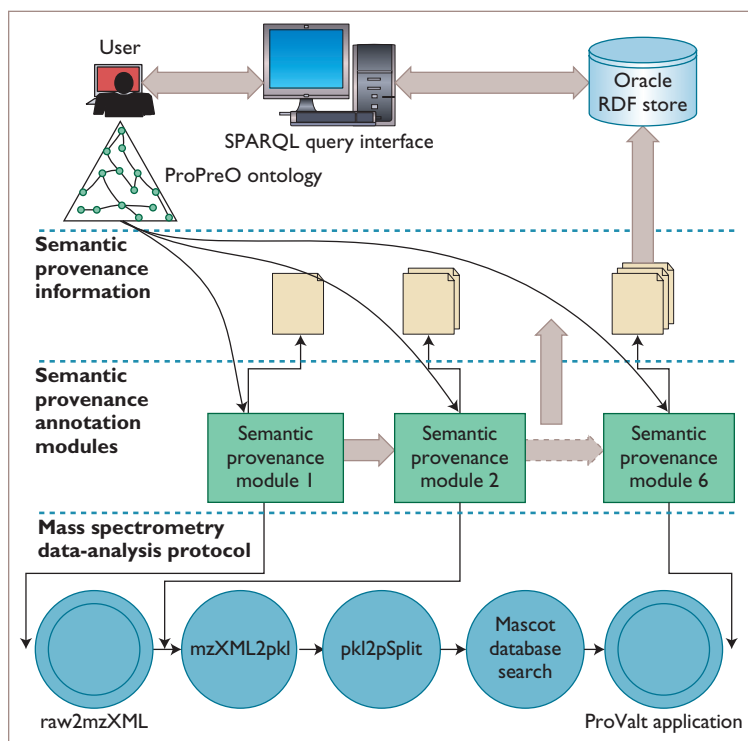 User
Oracle
RDF store
SPARQL query interface
ProPreO ontology
Semantic
provenance
information
Semantic
provenance
annotation
modules
Semantic
provenance
module 1
Semantic
provenance
module 2
Semantic
provenance
module 6
Mass spectrometry
data-analysis protocol
mzXML2pkl
pkl2pSplit
Mascot
database
search
raw2mzXML
ProValt application